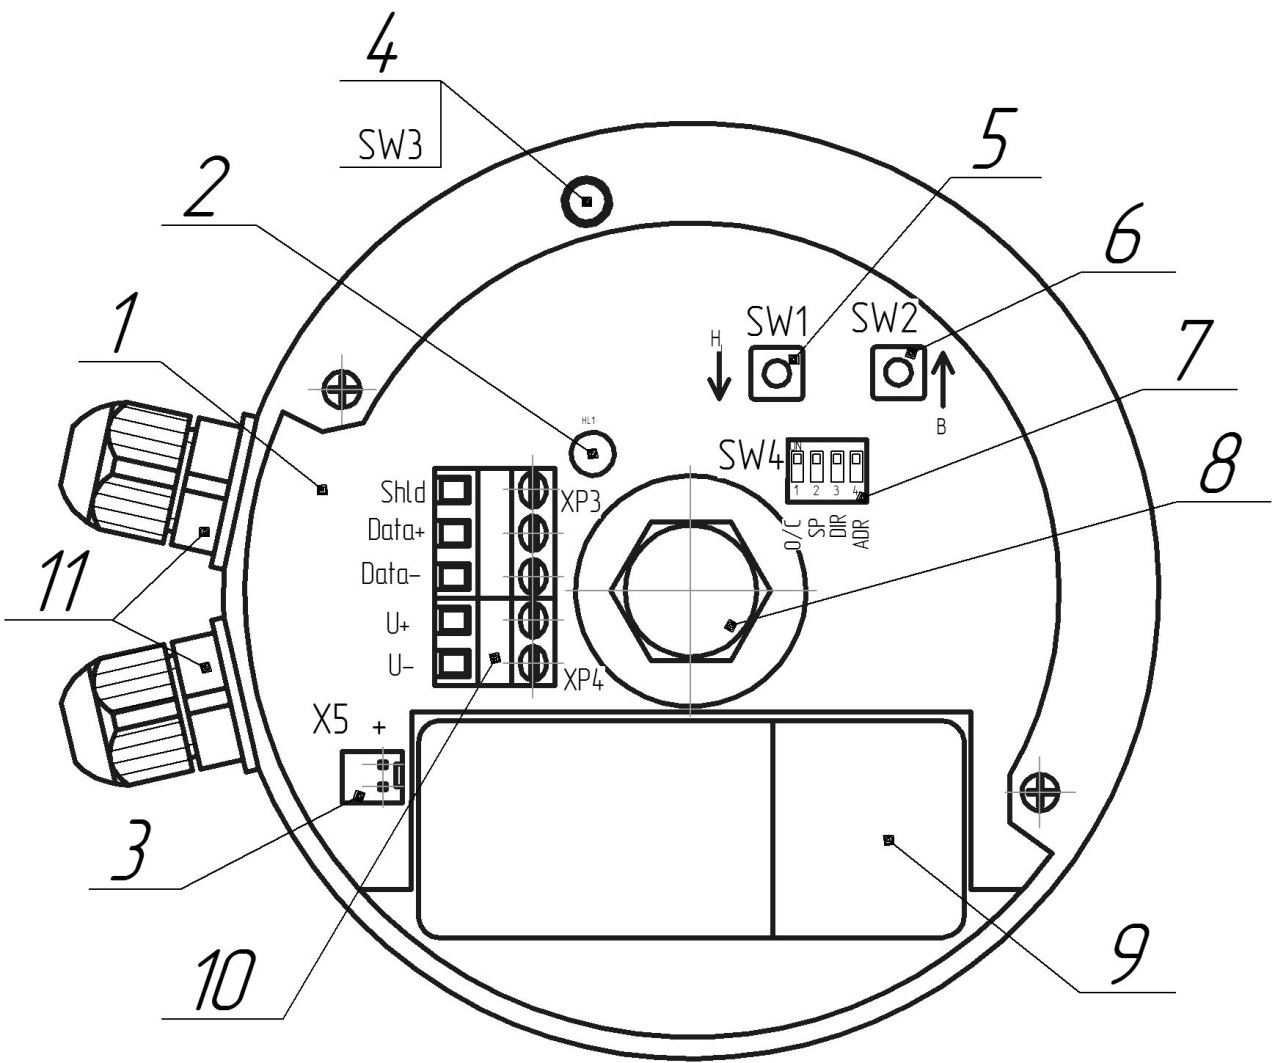 4
SW3
2
5
6
1
SW1
SW2
H
7
B
HL1
SW4
ON
8
1 2 3 4
O/C
SP
DIR
ADR
Shld
XP3
Data+
Data-
11
U+
U-
XP4
X5 +
3
9
10